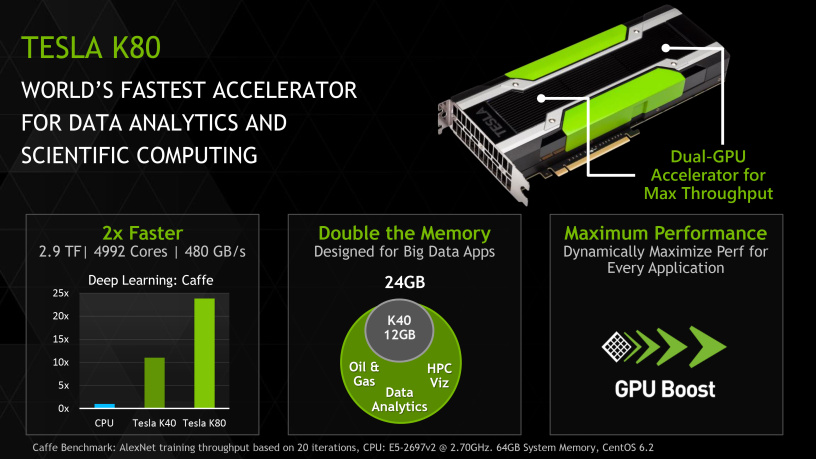 TESLA K80
WORLD'S FASTEST ACCELERATOR
FOR DATA ANALYTICS AND
SCIENTIFIC COMPUTING
TESLA
Dual-GPU
Accelerator for
Max Throughput
2x Faster
2.9 TF| 4992 Cores | 480 GB/s
Deep Learning: Caffe
25x
20x
15x
10x
5x
0x
CPU
Tesla K40
Tesla K80
Double the Memory
Designed for Big Data Apps
24GB
K40
12GB
Oil &
Gas
HPC
Viz
Data
Analytics
Maximum Performance
Dynamically Maximize Perf for
Every Application
GPU Boost
Caffe Benchmark: AlexNet training throughput based on 20 iterations, CPU: E5-2697v2 @ 2.70GHz. 64GB System Memory, CentOS 6.2